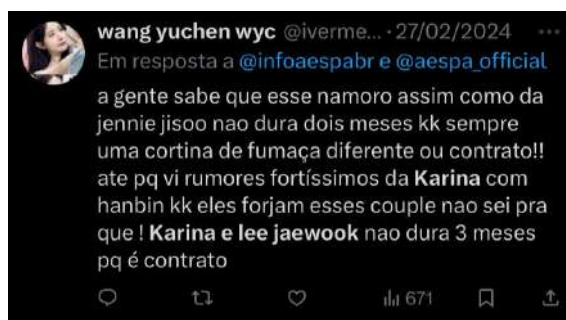 wang yuchen wyc @iverme... · 27/02/2024
Em resposta a @infoaespabr e @aespa_official
a gente sabe que esse namoro assim como da
jennie jisoo nao dura dois meses kk sempre
uma cortina de fumaça diferente ou contrato!!
ate pq vi rumores fortíssimos da Karina com
hanbin kk eles forjam esses couple nao sei pra
que ! Karina e lee jaewook nao dura 3 meses
pq é contrato
671